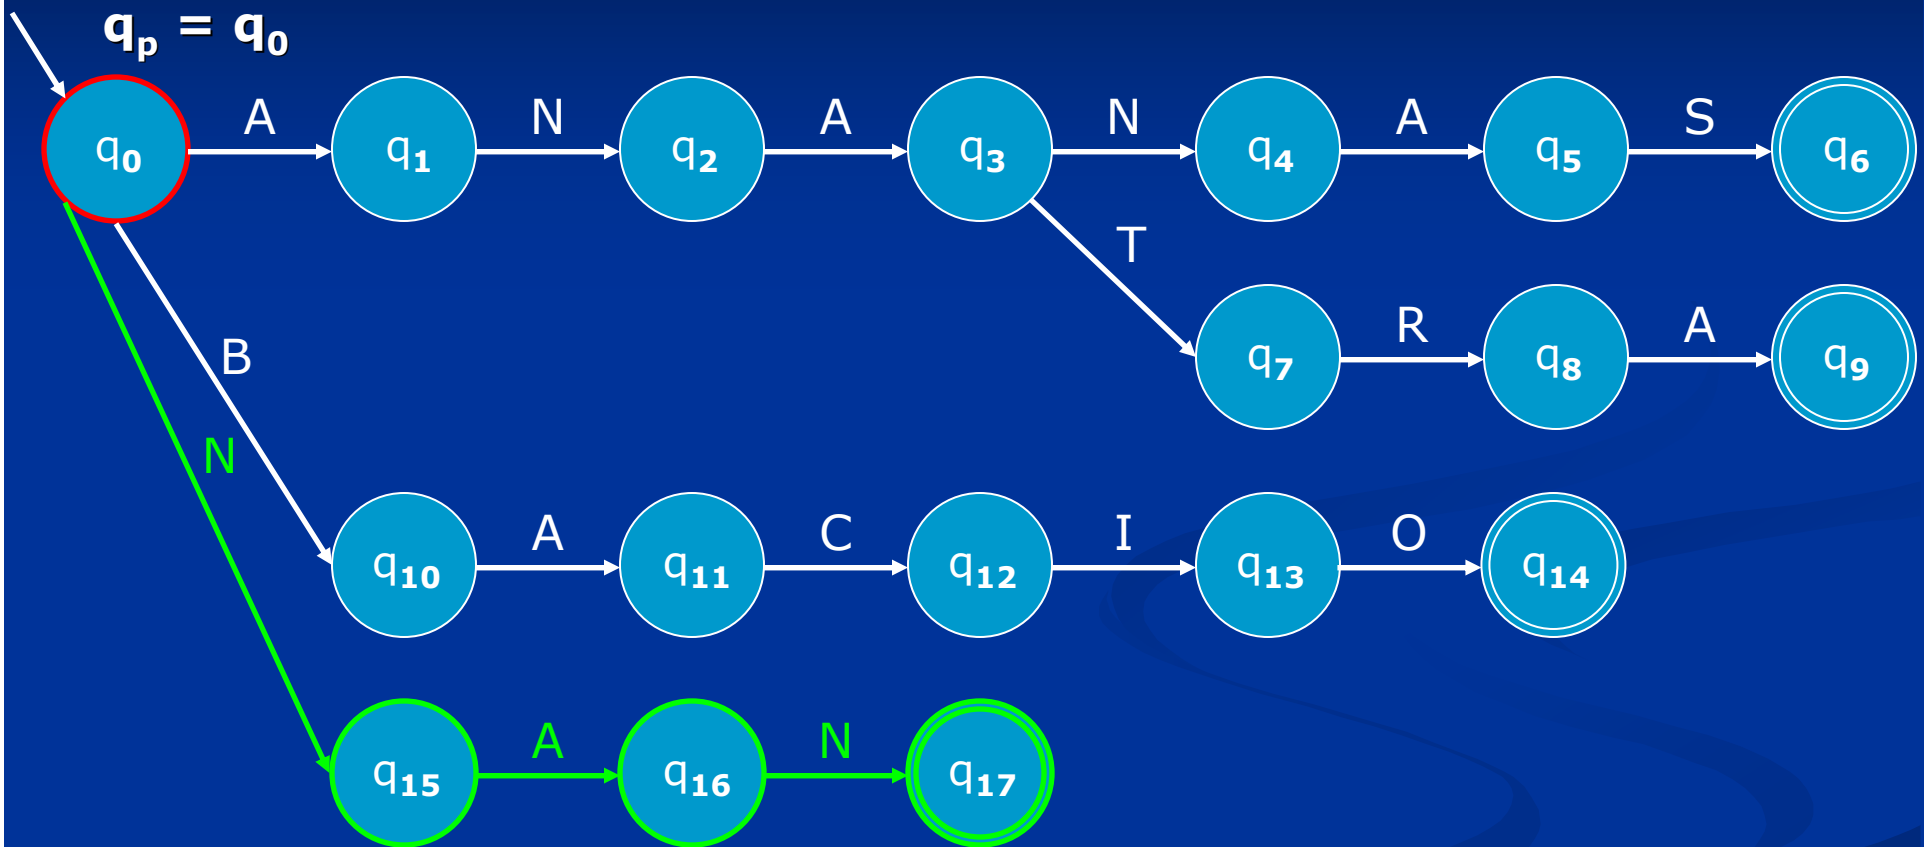 qp = q0
A N A N A S
q0 q1 q2 q3 q4 q5 q6
T
B R A
q7 q8 q9
N
A C I O
q10 q11 q12 q13 q14
A N
q15 q16 q17